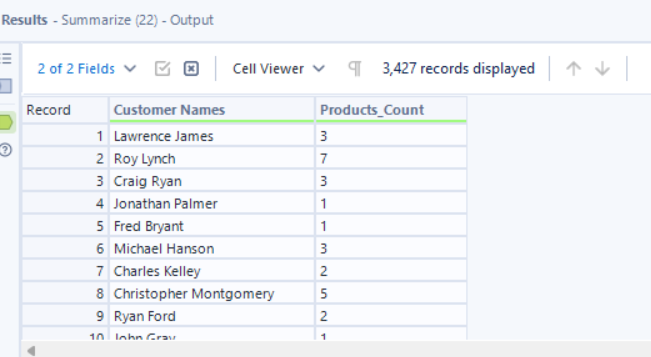 Results - Summarize (22) - Output
2 of 2 Fields Cell Viewer 3,427 records displayed
Record Customer Names Products_Count
1 Lawrence James 3
2 Roy Lynch 7
3 Craig Ryan 3
4 Jonathan Palmer 1
5 Fred Bryant 1
6 Michael Hanson 3
7 Charles Kelley 2
8 Christopher Montgomery 5
9 Ryan Ford 2
10 John Gray 1